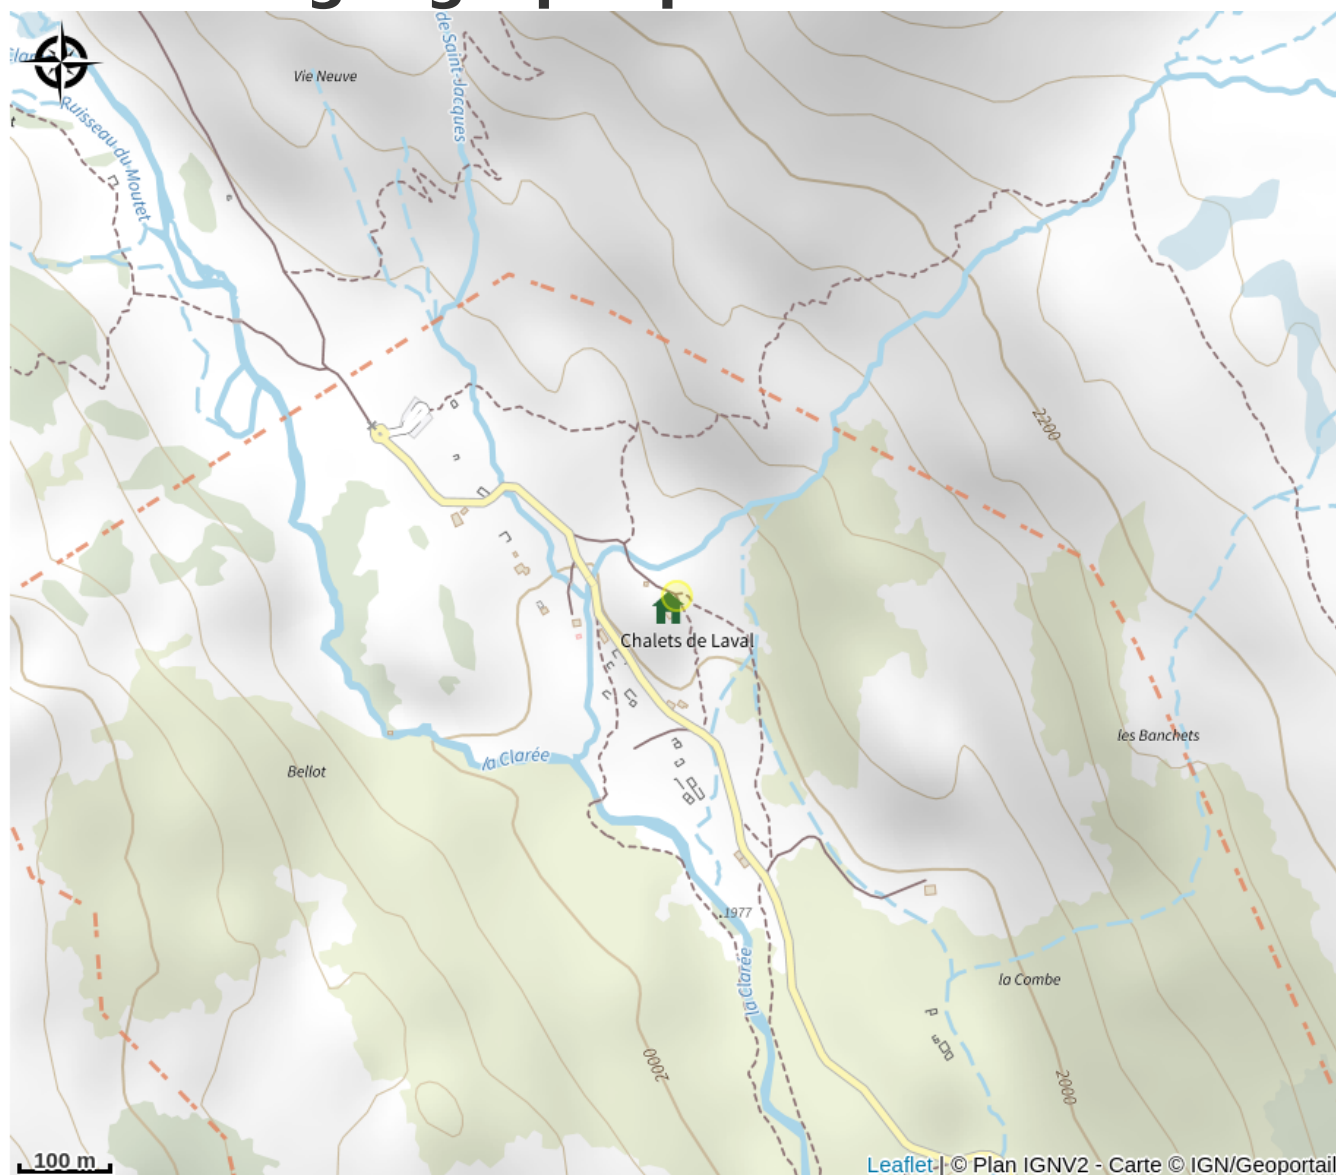 Vie Neuve
de Saint-Jacques
Ruisseau du Moutet
2200
Chalets de Laval
les Banchets
la Clarée
Bellot
1977
la Clarée
la Combe
2000
2000
100 m
Leaflet | © Plan IGNV2 - Carte © IGN/Geoportail